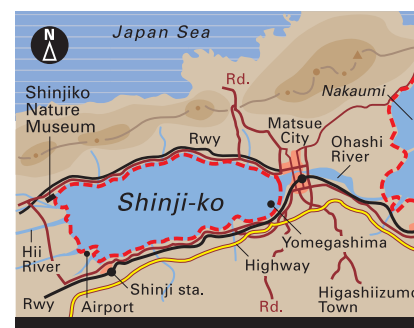 Japan Sea
N
Rd.
Nakaumi
Shinjiko
Nature
Museum
Matsue
City
Rwy
Ohashi
River
Shinji-ko
Hii
River
Yomegashima
Highway
Shinji sta.
Rwy
Airport
Rd.
Higashiizumo
Town